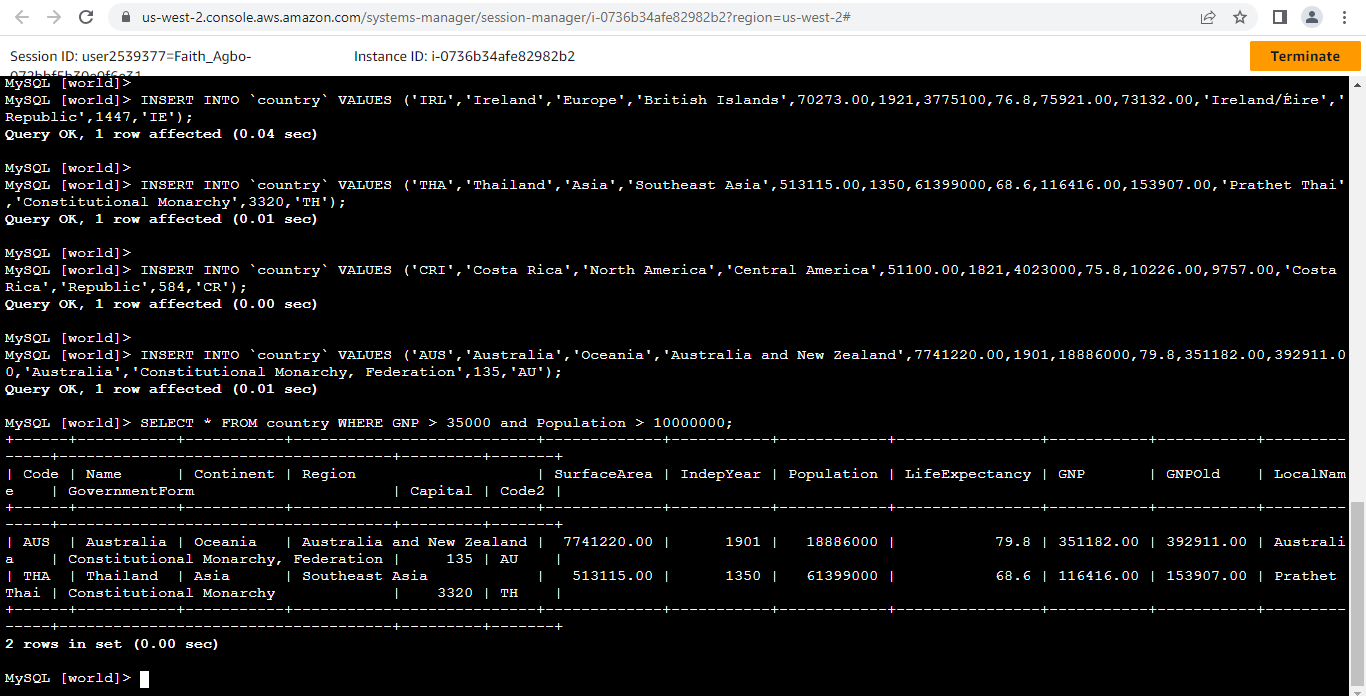 us-west-2.console.aws.amazon.com/systems-manager/session-manager/i-0736b34afe82982b2?region=us-west-2#
Session ID: user2539377=Faith_Agbo-
Instance ID: i-0736b34afe82982b2
Terminate
MySQL [world]>
MySQL [world]> INSERT INTO `country` VALUES ('IRL','Ireland','Europe','British Islands',70273.00,1921,3775100,76.8,75921.00,73132.00,'Ireland/Éire','
Republic',1447,'IE');
Query OK, 1 row affected (0.04 sec)
MySQL [world]>
MySQL [world]> INSERT INTO `country` VALUES ('THA','Thailand','Asia','Southeast Asia',513115.00,1350,61399000,68.6,116416.00,153907.00,'Prathet Thai'
,'Constitutional Monarchy',3320,'TH');
Query OK, 1 row affected (0.01 sec)
MySQL [world]>
MySQL [world]> INSERT INTO `country` VALUES ('CRI','Costa Rica','North America','Central America',51100.00,1821,4023000,75.8,10226.00,9757.00,'Costa
Rica','Republic',584,'CR');
Query OK, 1 row affected (0.00 sec)
MySQL [world]>
MySQL [world]> INSERT INTO `country` VALUES ('AUS','Australia','Oceania','Australia and New Zealand',7741220.00,1901,18886000,79.8,351182.00,392911.0
0,'Australia','Constitutional Monarchy, Federation',135,'AU');
Query OK, 1 row affected (0.01 sec)
MySQL [world]> SELECT * FROM country WHERE GNP > 35000 and Population > 10000000;
+------+-----------+-----------+---------------------------+-------------+-----------+------------+----------------+-----------+-----------+---------
-----+-------------------------------------+---------+-------+
| Code | Name      | Continent | Region                    | SurfaceArea | IndepYear | Population | LifeExpectancy | GNP       | GNPOld    | LocalNam
e    | GovernmentForm                      | Capital | Code2 |
+------+-----------+-----------+---------------------------+-------------+-----------+------------+----------------+-----------+-----------+---------
-----+-------------------------------------+---------+-------+
| AUS  | Australia | Oceania   | Australia and New Zealand |  7741220.00 |      1901 |   18886000 |           79.8 | 351182.00 | 392911.00 | Australi
a    | Constitutional Monarchy, Federation |     135 | AU    |
| THA  | Thailand  | Asia      | Southeast Asia            |   513115.00 |      1350 |   61399000 |           68.6 | 116416.00 | 153907.00 | Prathet
Thai | Constitutional Monarchy             |    3320 | TH    |
+------+-----------+-----------+---------------------------+-------------+-----------+------------+----------------+-----------+-----------+---------
-----+-------------------------------------+---------+-------+
2 rows in set (0.00 sec)
MySQL [world]>